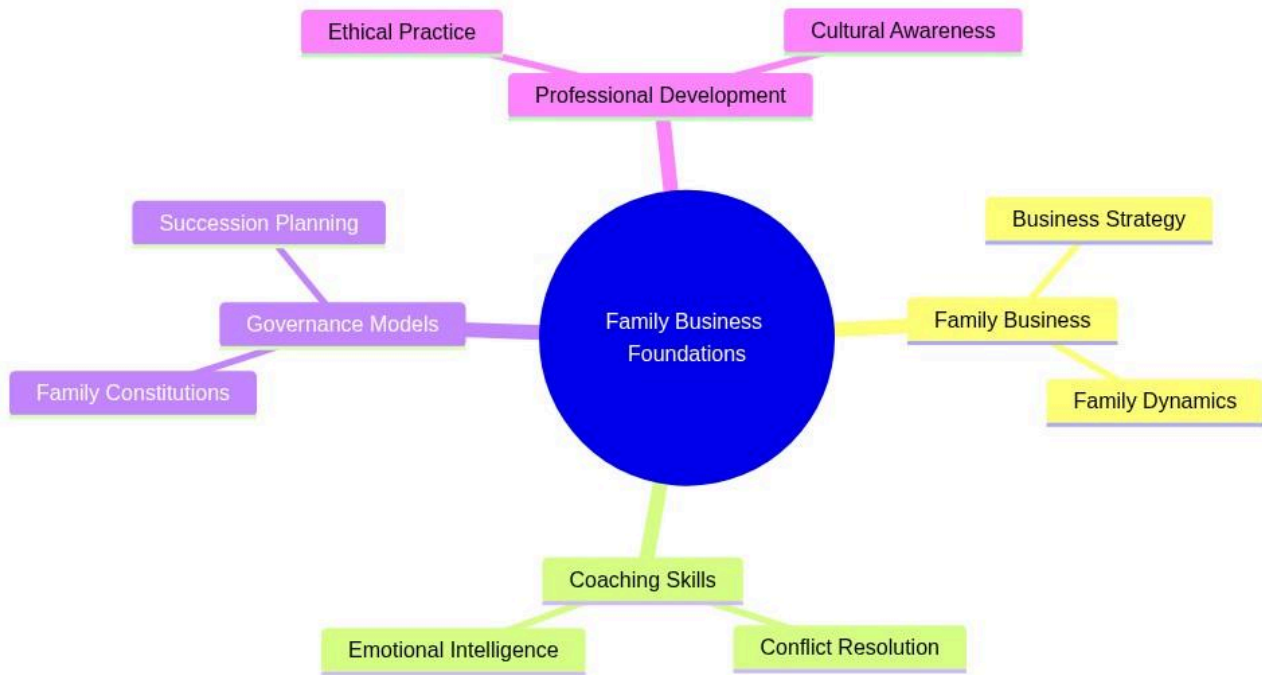 Ethical Practice
Cultural Awareness
Professional Development
Succession Planning
Business Strategy
Governance Models
Family Business
Foundations
Family Business
Family Constitutions
Family Dynamics
Coaching Skills
Emotional Intelligence
Conflict Resolution